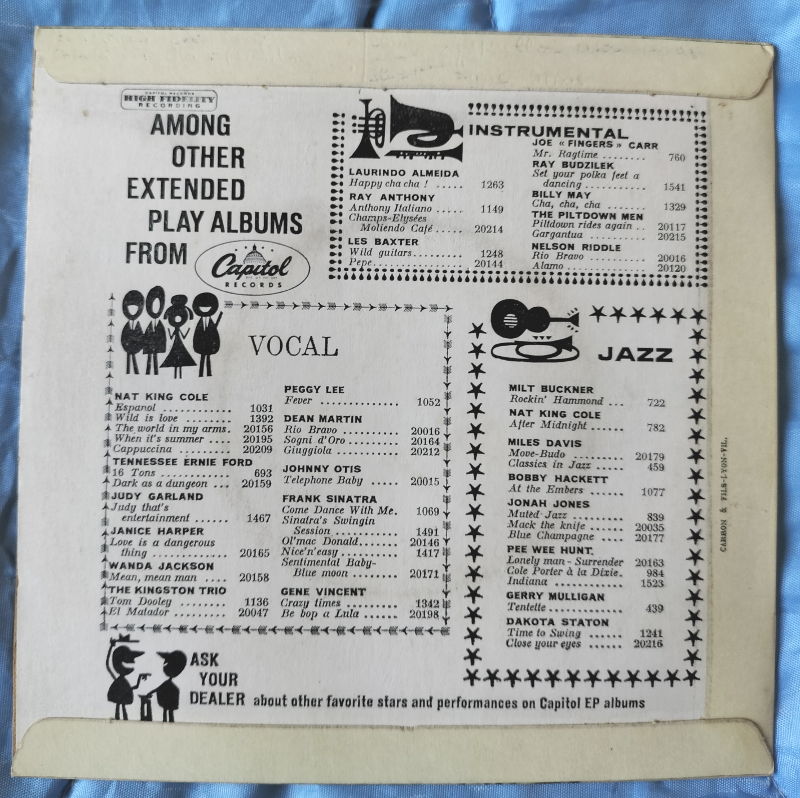 CAPITOL RECORDS
HIGH FIDELITY
RECORDING
AMONG
OTHER
EXTENDED
PLAY ALBUMS
FROM
Capitol
RECORDS
INSTRUMENTAL
LAURINDO ALMEIDA
Happy cha cha ! ..... 1263
RAY ANTHONY
Anthony Italiano ..... 1149
Champs-Elysées
Moliendo Café..... 20214
LES BAXTER
Wild guitars........ 1248
Pepe............. 20144
JOE « FINGERS » CARR
Mr. Ragtime ........ 760
RAY BUDZILEK
Set your polka feet a
dancing .......... 1541
BILLY MAY
Cha, cha, cha ...... 1329
THE PILTDOWN MEN
Piltdown rides again .. 20117
Gargantua ........ 20215
NELSON RIDDLE
Rio Bravo ........ 20016
Alamo............ 20120
VOCAL
NAT KING COLE
Espanol ............ 1031
Wild is love ......... 1392
The world in my arms. 20156
When it's summer .... 20195
Cappuccina ........ 20209
TENNESSEE ERNIE FORD
16 Tons ............ 693
Dark as a dungeon ... 20159
JUDY GARLAND
Judy that's
entertainment ...... 1467
JANICE HARPER
Love is a dangerous
thing ............ 20165
WANDA JACKSON
Mean, mean man .... 20158
THE KINGSTON TRIO
Tom Dooley ........ 1136
El Matador ........ 20047
PEGGY LEE
Fever .............. 1052
DEAN MARTIN
Rio Bravo .......... 20016
Sogni d'Oro ........ 20164
Giuggiola .......... 20212
JOHNNY OTIS
Telephone Baby ..... 20015
FRANK SINATRA
Come Dance With Me. 1069
Sinatra's Swingin
Session ........... 1491
Ol'mac Donald....... 20146
Nice'n'easy ......... 1417
Sentimental Baby-
Blue moon ........ 20171
GENE VINCENT
Crazy times ......... 1342
Be bop a Lula ....... 20198
JAZZ
MILT BUCKNER
Rockin' Hammond ... 722
NAT KING COLE
After Midnight ...... 782
MILES DAVIS
Move-Budo ........ 20179
Classics in Jazz ..... 459
BOBBY HACKETT
At the Embers ...... 1077
JONAH JONES
Muted Jazz ........ 839
Mack the knife ...... 20035
Blue Champagne .... 20177
PEE WEE HUNT.
Lonely man - Surrender 20163
Cole Porter à la Dixie. 984
Indiana ............ 1523
GERRY MULLIGAN
Tentette ............ 439
DAKOTA STATON
Time to Swing ...... 1241
Close your eyes ..... 20216
ASK
YOUR
DEALER about other favorite stars and performances on Capitol EP albums
CARRON & FILS-LYON-VIL.